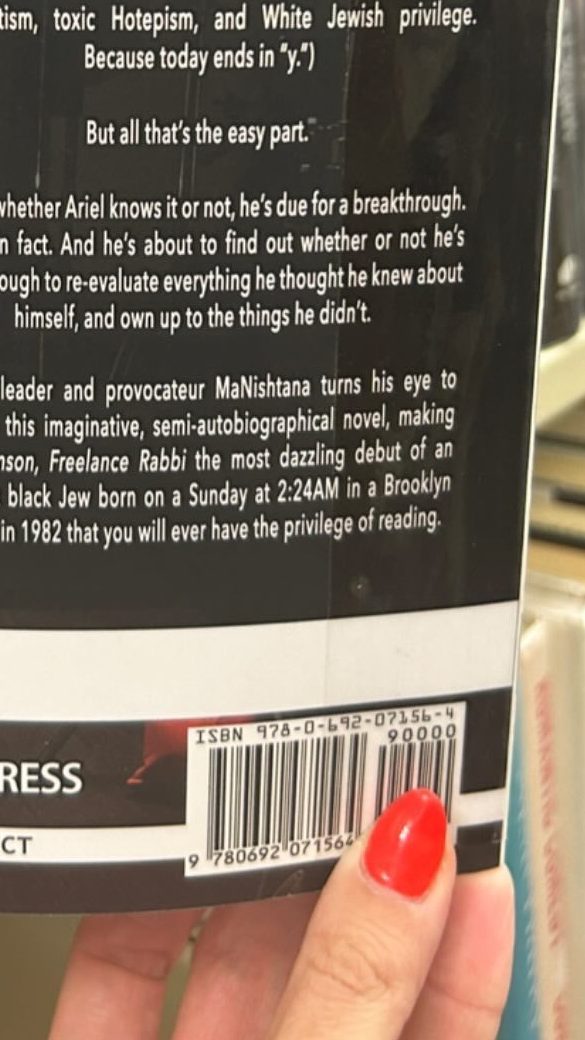 tism, toxic Hotepism, and White Jewish privilege.
Because today ends in "y.")
But all that's the easy part.
whether Ariel knows it or not, he's due for a breakthrough.
n fact. And he's about to find out whether or not he's
ough to re-evaluate everything he thought he knew about
himself, and own up to the things he didn't.
leader and provocateur MaNishtana turns his eye to
this imaginative, semi-autobiographical novel, making
nson, Freelance Rabbi the most dazzling debut of an
black Jew born on a Sunday at 2:24AM in a Brooklyn
in 1982 that you will ever have the privilege of reading.
ISBN 978-0-692-07156-4
90000
RESS
CT
9 780692 071564